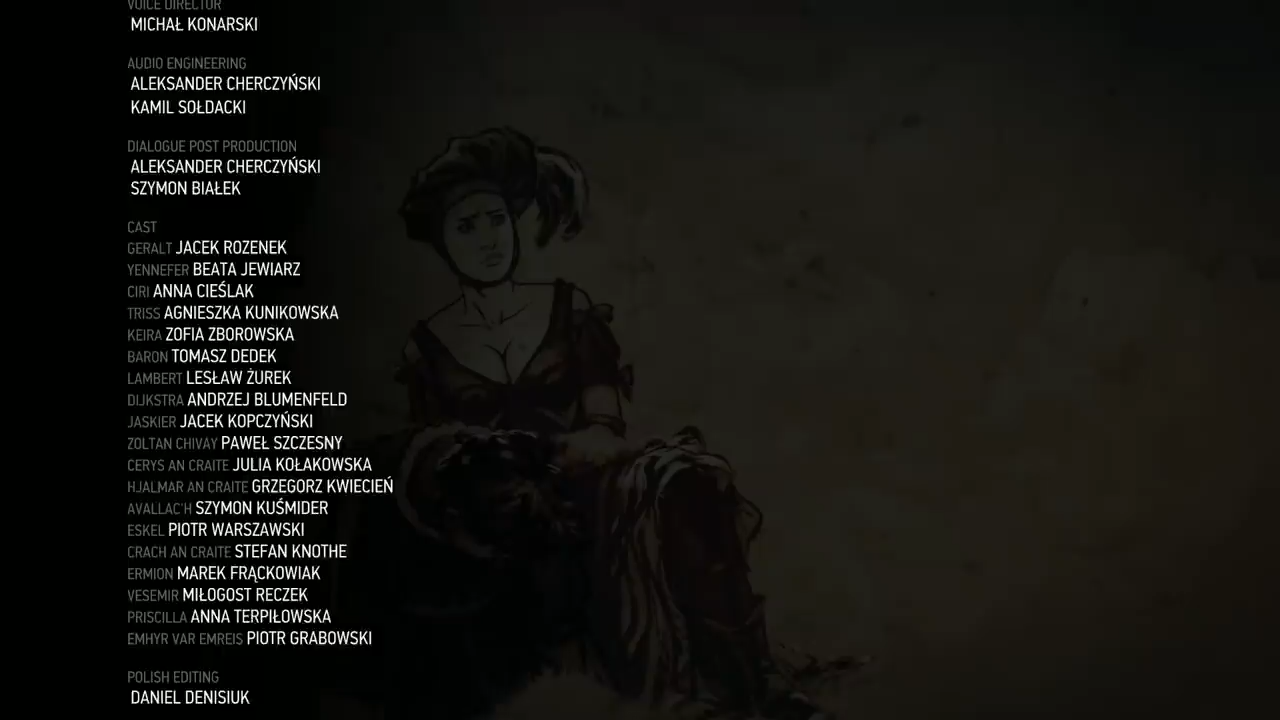 VOICE DIRECTOR
MICHAŁ KONARSKI
AUDIO ENGINEERING
ALEKSANDER CHERCZYŃSKI
KAMIL SOŁDACKI
DIALOGUE POST PRODUCTION
ALEKSANDER CHERCZYŃSKI
SZYMON BIAŁEK
CAST
GERALT JACEK ROZENEK
YENNEFER BEATA JEWIARZ
CIRI ANNA CIEŚLAK
TRISS AGNIESZKA KUNIKOWSKA
KEIRA ZOFIA ZBOROWSKA
BARON TOMASZ DEDEK
LAMBERT LESŁAW ŻUREK
DIJKSTRA ANDRZEJ BLUMENFELD
JASKIER JACEK KOPCZYŃSKI
ZOLTAN CHIVAY PAWEŁ SZCZESNY
CERYS AN CRAITE JULIA KOŁAKOWSKA
HJALMAR AN CRAITE GRZEGORZ KWIECIEŃ
AVALLAC'H SZYMON KUŚMIDER
ESKEL PIOTR WARSZAWSKI
CRACH AN CRAITE STEFAN KNOTHE
ERMION MAREK FRĄCKOWIAK
VESEMIR MIŁOGOST RECZEK
PRISCILLA ANNA TERPIŁOWSKA
EMHYR VAR EMREIS PIOTR GRABOWSKI
POLISH EDITING
DANIEL DENISIUK